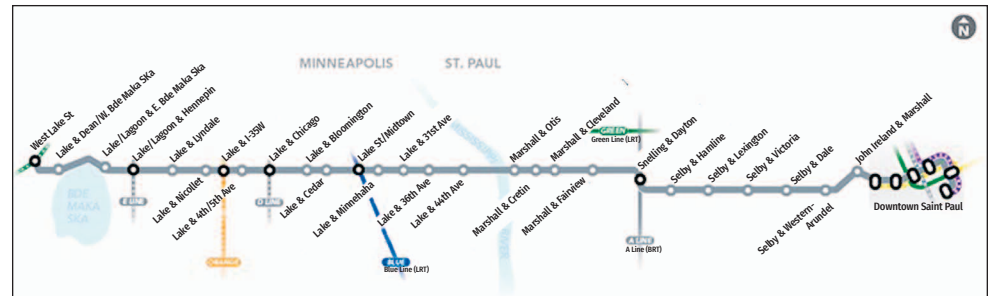 N
MINNEAPOLIS
ST. PAUL
West Lake St
Lake & Dean/W. Bde Maka Ska
Lake/Lagoon & E. Bde Maka Ska
Lake/ Lagoon & Hennepin
Lake & Lyndale
Lake & Nicollet
Lake & I-35W
Lake & 4th/5th Ave
Lake & Chicago
Lake & Bloomington
Lake & Cedar
Lake St/Midtown
Lake & Minnehaha
Lake & 31st Ave
Lake & 36th Ave
Lake & 44th Ave
Marshall & Otis
Marshall & Cretin
Marshall & Cleveland
Marshall & Fairview
GREEN
Green Line (LRT)
Snelling & Dayton
Selby & Hamline
Selby & Lexington
Selby & Victoria
Selby & Dale
Selby & Western-
Arundel
John Ireland & Marshall
Downtown Saint Paul
BDE
MAKA
SKA
E LINE
ORANGE
D LINE
BLUE
Blue Line (LRT)
MISSISSIPPI
RIVER
A LINE
A Line (BRT)